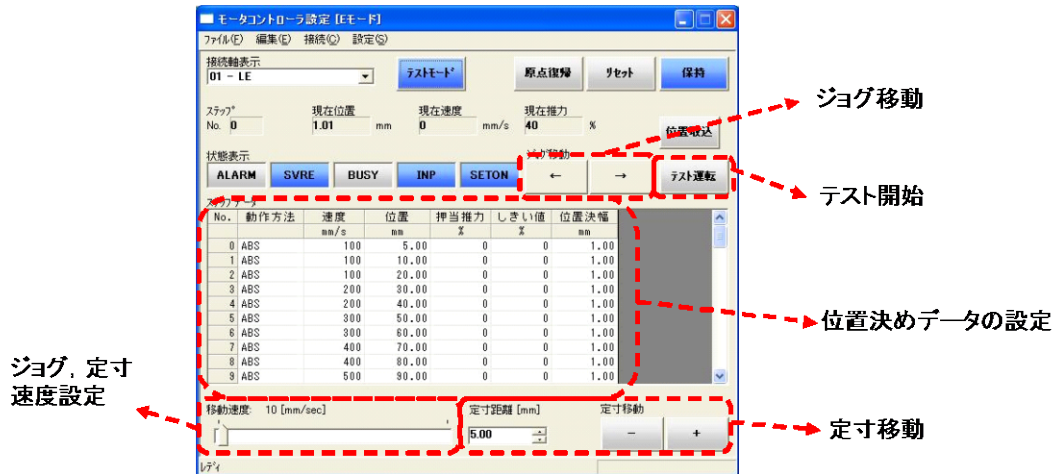 モータコントローラ設定 [Eモード]
ファイル(F) 編集(E) 接続(C) 設定(S)
接続軸表示
01 - LE
テストモード
原点復帰
リセット
保持
ステップ 現在位置 現在速度 現在推力
No. 0 1.01 mm 0 mm/s 40 %
位置取込
状態表示
ジョグ移動
ALARM SVRE BUSY INP SETON ← → テスト運転
ステップデータ
No. 動作方法 速度 位置 押当推力 しきい値 位置決幅
mm/s mm % % mm
0 ABS 100 5.00 0 0 1.00
1 ABS 100 10.00 0 0 1.00
2 ABS 100 20.00 0 0 1.00
3 ABS 200 30.00 0 0 1.00
4 ABS 200 40.00 0 0 1.00
5 ABS 300 50.00 0 0 1.00
6 ABS 300 60.00 0 0 1.00
7 ABS 400 70.00 0 0 1.00
8 ABS 400 80.00 0 0 1.00
9 ABS 500 90.00 0 0 1.00
移動速度: 10 [mm/sec]
定寸距離 [mm]
定寸移動
5.00
- +
レディ
ジョグ移動
テスト開始
位置決めデータの設定
定寸移動
ジョグ, 定寸
速度設定